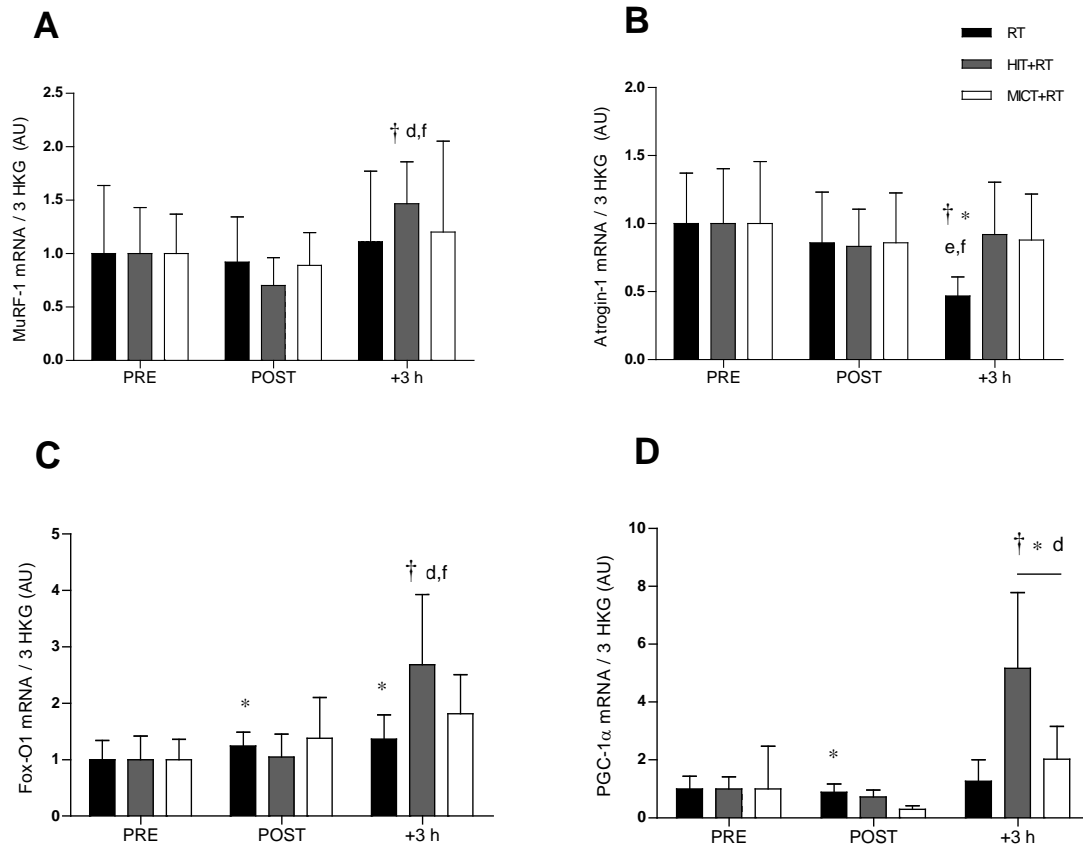 A
MuRF-1 mRNA / 3 HKG (AU)
2.5
2.0
1.5
1.0
0.5
0.0
† d,f
PRE
POST
+3 h
B
RT
HIT+RT
MICT+RT
Atrogin-1 mRNA / 3 HKG (AU)
2.0
1.5
1.0
0.5
0.0
† *
e,f
PRE
POST
+3 h
C
Fox-O1 mRNA / 3 HKG (AU)
5
4
3
2
1
0
*
*
† d,f
PRE
POST
+3 h
D
PGC-1α mRNA / 3 HKG (AU)
10
8
6
4
2
0
*
† * d
PRE
POST
+3 h